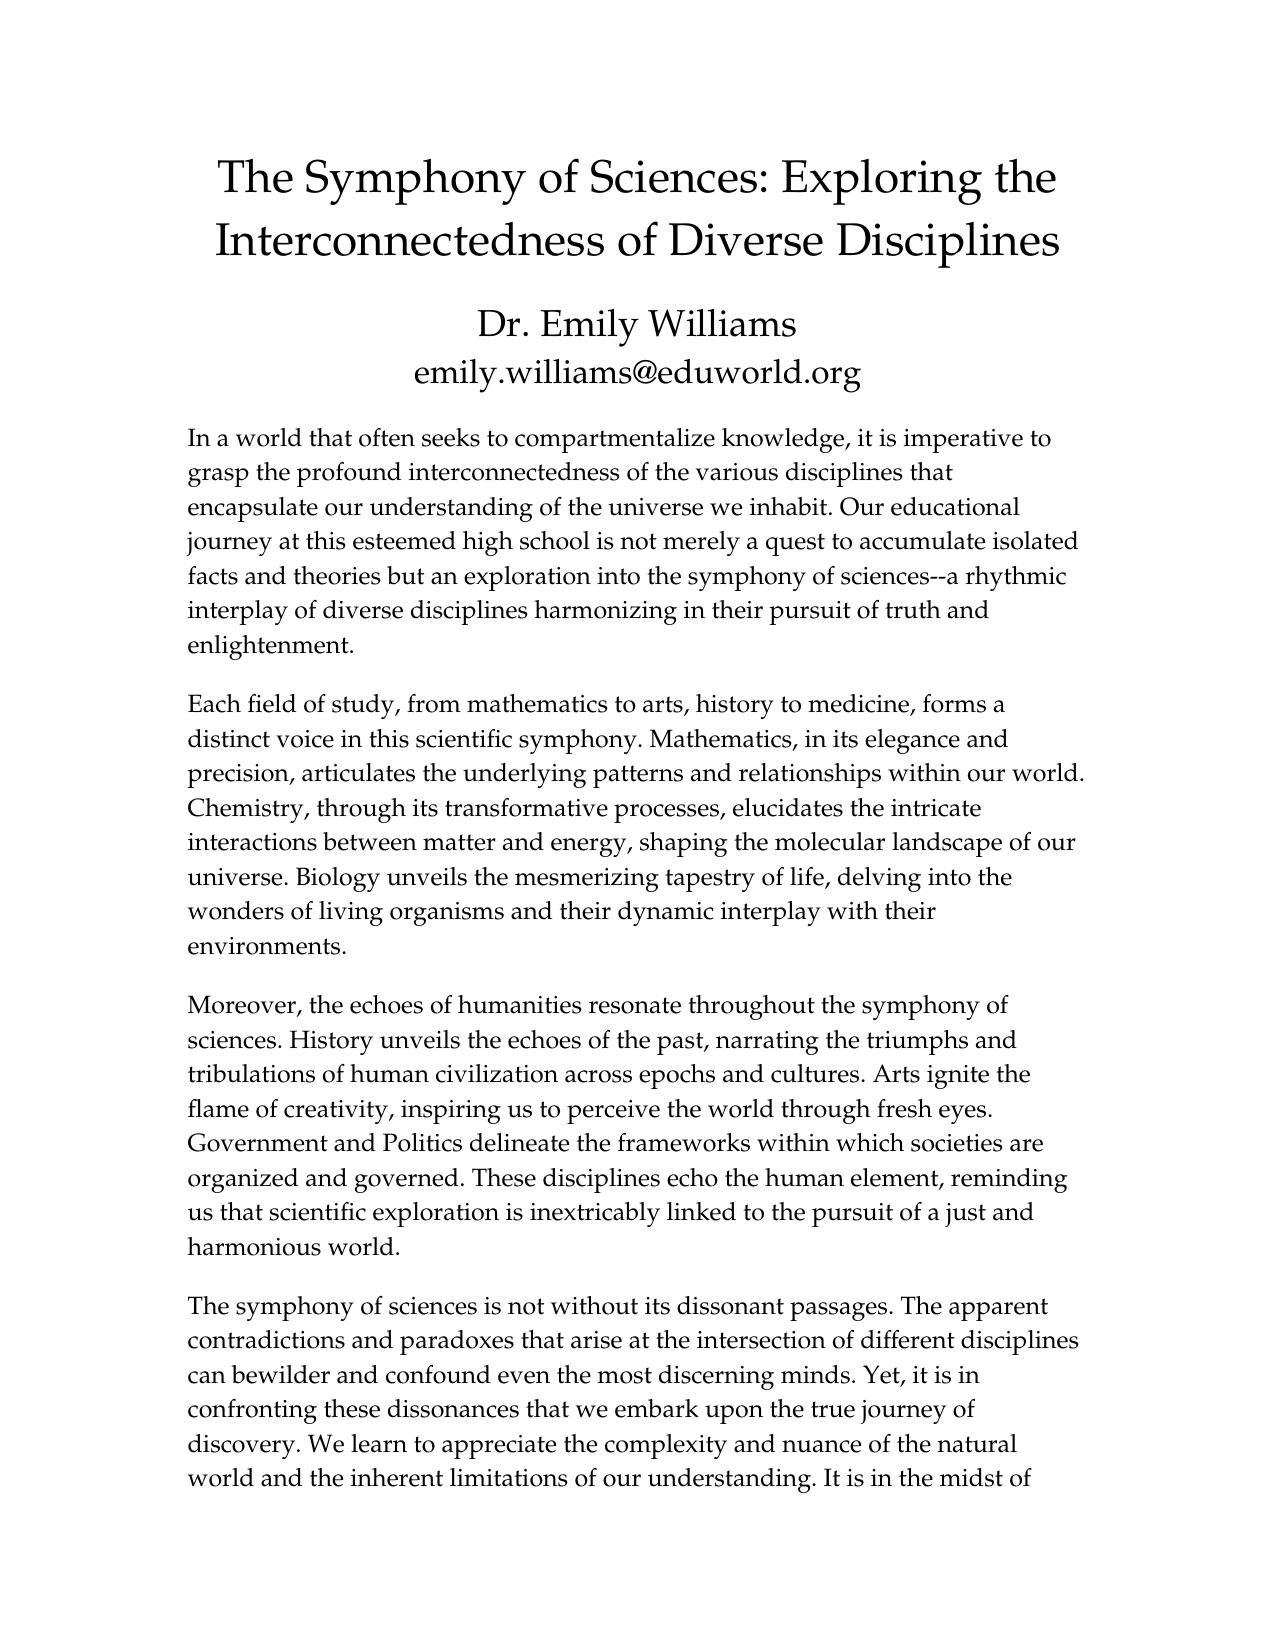 The Symphony of Sciences: Exploring the
Interconnectedness of Diverse Disciplines
Dr. Emily Williams
emily.williams@eduworld.org
In a world that often seeks to compartmentalize knowledge, it is imperative to
grasp the profound interconnectedness of the various disciplines that
encapsulate our understanding of the universe we inhabit. Our educational
journey at this esteemed high school is not merely a quest to accumulate isolated
facts and theories but an exploration into the symphony of sciences--a rhythmic
interplay of diverse disciplines harmonizing in their pursuit of truth and
enlightenment.
Each field of study, from mathematics to arts, history to medicine, forms a
distinct voice in this scientific symphony. Mathematics, in its elegance and
precision, articulates the underlying patterns and relationships within our world.
Chemistry, through its transformative processes, elucidates the intricate
interactions between matter and energy, shaping the molecular landscape of our
universe. Biology unveils the mesmerizing tapestry of life, delving into the
wonders of living organisms and their dynamic interplay with their
environments.
Moreover, the echoes of humanities resonate throughout the symphony of
sciences. History unveils the echoes of the past, narrating the triumphs and
tribulations of human civilization across epochs and cultures. Arts ignite the
flame of creativity, inspiring us to perceive the world through fresh eyes.
Government and Politics delineate the frameworks within which societies are
organized and governed. These disciplines echo the human element, reminding
us that scientific exploration is inextricably linked to the pursuit of a just and
harmonious world.
The symphony of sciences is not without its dissonant passages. The apparent
contradictions and paradoxes that arise at the intersection of different disciplines
can bewilder and confound even the most discerning minds. Yet, it is in
confronting these dissonances that we embark upon the true journey of
discovery. We learn to appreciate the complexity and nuance of the natural
world and the inherent limitations of our understanding. It is in the midst of